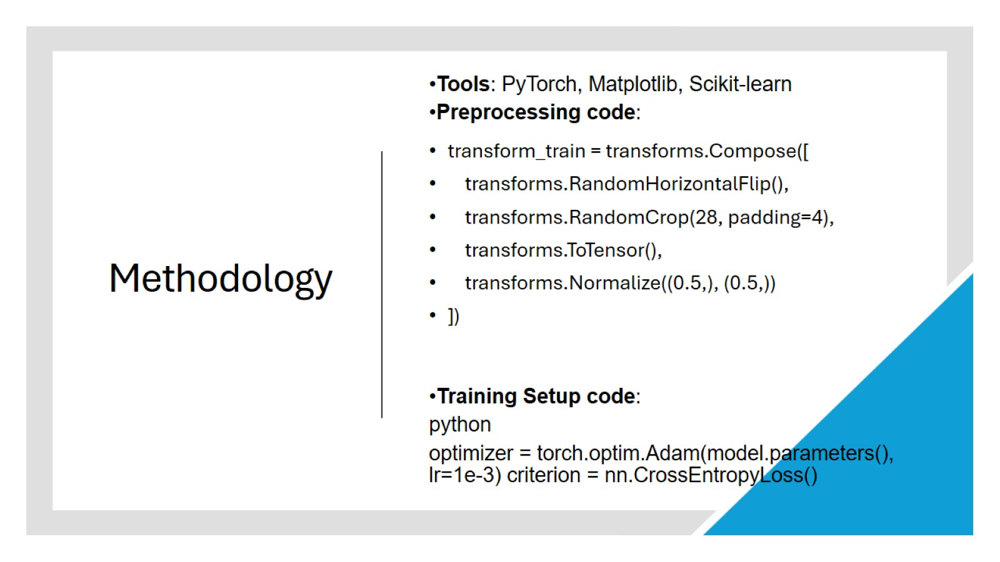 Methodology
•Tools: PyTorch, Matplotlib, Scikit-learn
•Preprocessing code:
• transform_train = transforms.Compose([
• transforms.RandomHorizontalFlip(),
• transforms.RandomCrop(28, padding=4),
• transforms.ToTensor(),
• transforms.Normalize((0.5,), (0.5,))
• ])
•Training Setup code:
python
optimizer = torch.optim.Adam(model.parameters(),
lr=1e-3) criterion = nn.CrossEntropyLoss()